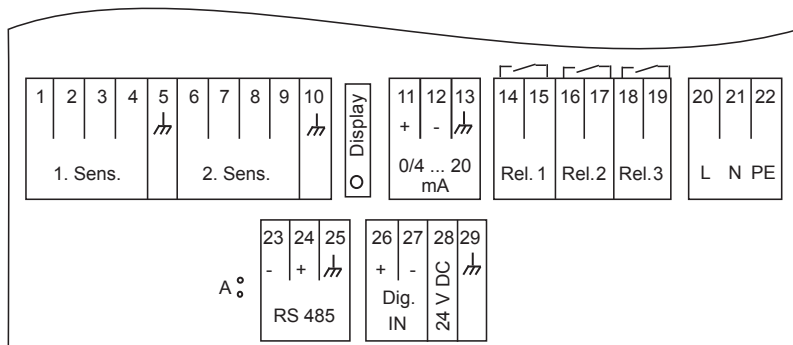 1 2 3 4 5 6 7 8 9 10
1. Sens. 2. Sens.
Display
11 12 13
+ -
0/4 ... 20
mA
14 15 16 17 18 19
Rel. 1 Rel.2 Rel.3
20 21 22
L N PE
A
23 24 25
- +
RS 485
26 27 28 29
+ -
Dig.
IN
24 V DC